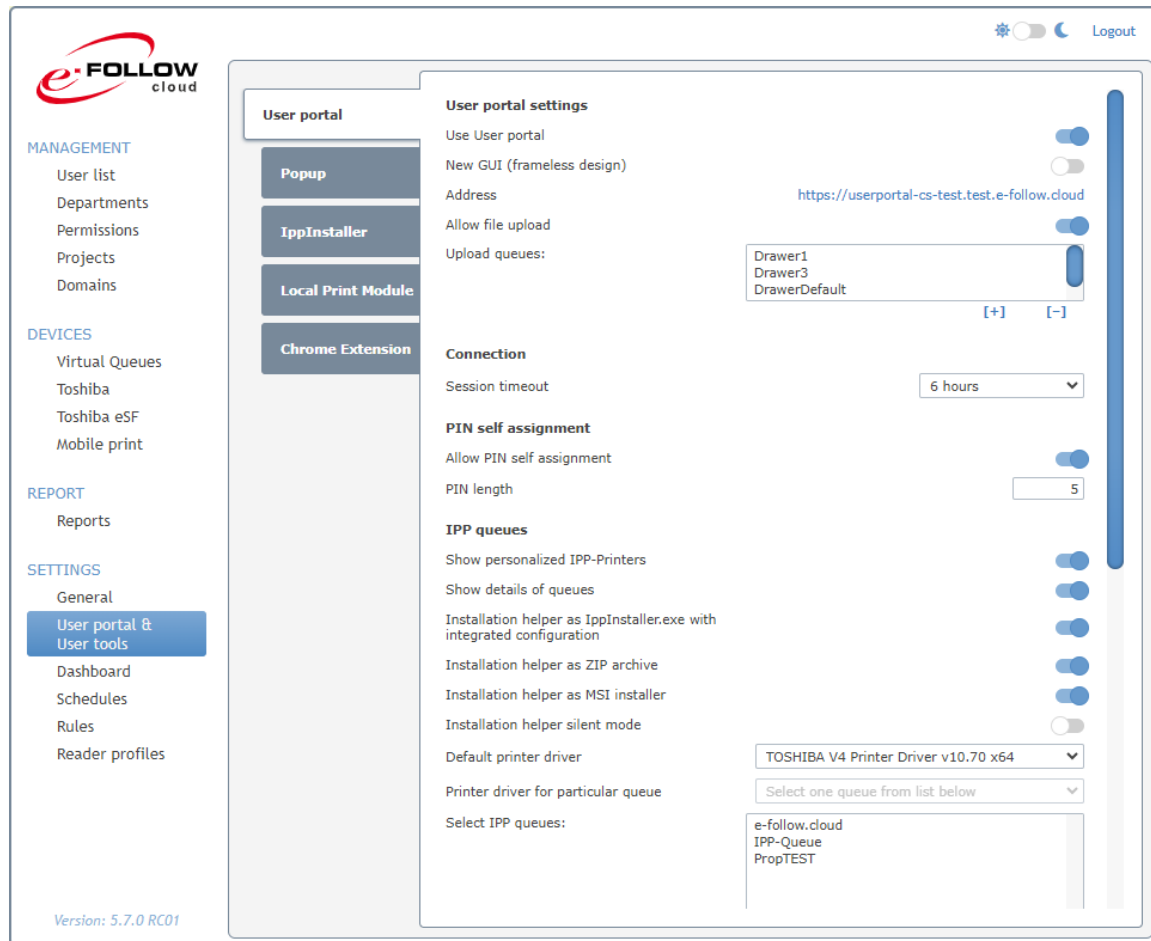 Logout
e-FOLLOW
cloud
MANAGEMENT
User list
Departments
Permissions
Projects
Domains
DEVICES
Virtual Queues
Toshiba
Toshiba eSF
Mobile print
REPORT
Reports
SETTINGS
General
User portal &
User tools
Dashboard
Schedules
Rules
Reader profiles
Version: 5.7.0 RC01
User portal
Popup
IppInstaller
Local Print Module
Chrome Extension
User portal settings
Use User portal
New GUI (frameless design)
Address https://userportal-cs-test.test.e-follow.cloud
Allow file upload
Upload queues:
Drawer1
Drawer3
DrawerDefault
[+] [-]
Connection
Session timeout 6 hours
PIN self assignment
Allow PIN self assignment
PIN length 5
IPP queues
Show personalized IPP-Printers
Show details of queues
Installation helper as IppInstaller.exe with
integrated configuration
Installation helper as ZIP archive
Installation helper as MSI installer
Installation helper silent mode
Default printer driver TOSHIBA V4 Printer Driver v10.70 x64
Printer driver for particular queue Select one queue from list below
Select IPP queues:
e-follow.cloud
IPP-Queue
PropTEST